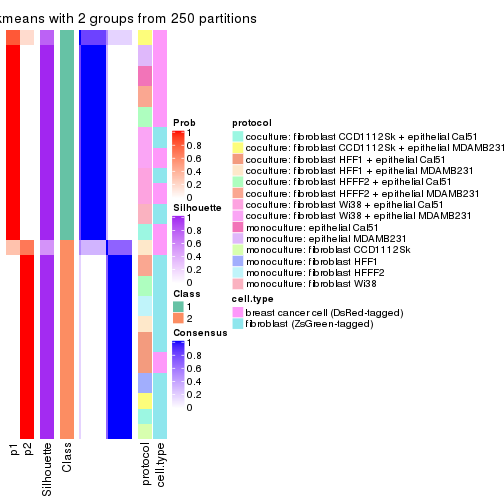 kmeans with 2 groups from 250 partitions
Prob
1
0.8
0.6
0.4
0.2
0
Silhouette
1
0.8
0.6
0.4
0.2
0
Class
1
2
Consensus
1
0.8
0.6
0.4
0.2
0
protocol
coculture: fibroblast CCD1112Sk + epithelial Cal51
coculture: fibroblast CCD1112Sk + epithelial MDAMB231
coculture: fibroblast HFF1 + epithelial Cal51
coculture: fibroblast HFF1 + epithelial MDAMB231
coculture: fibroblast HFFF2 + epithelial Cal51
coculture: fibroblast HFFF2 + epithelial MDAMB231
coculture: fibroblast Wi38 + epithelial Cal51
coculture: fibroblast Wi38 + epithelial MDAMB231
monoculture: epithelial Cal51
monoculture: epithelial MDAMB231
monoculture: fibroblast CCD1112Sk
monoculture: fibroblast HFF1
monoculture: fibroblast HFFF2
monoculture: fibroblast Wi38
cell.type
breast cancer cell (DsRed-tagged)
fibroblast (ZsGreen-tagged)
p1
p2
Silhouette
Class
protocol
cell.type